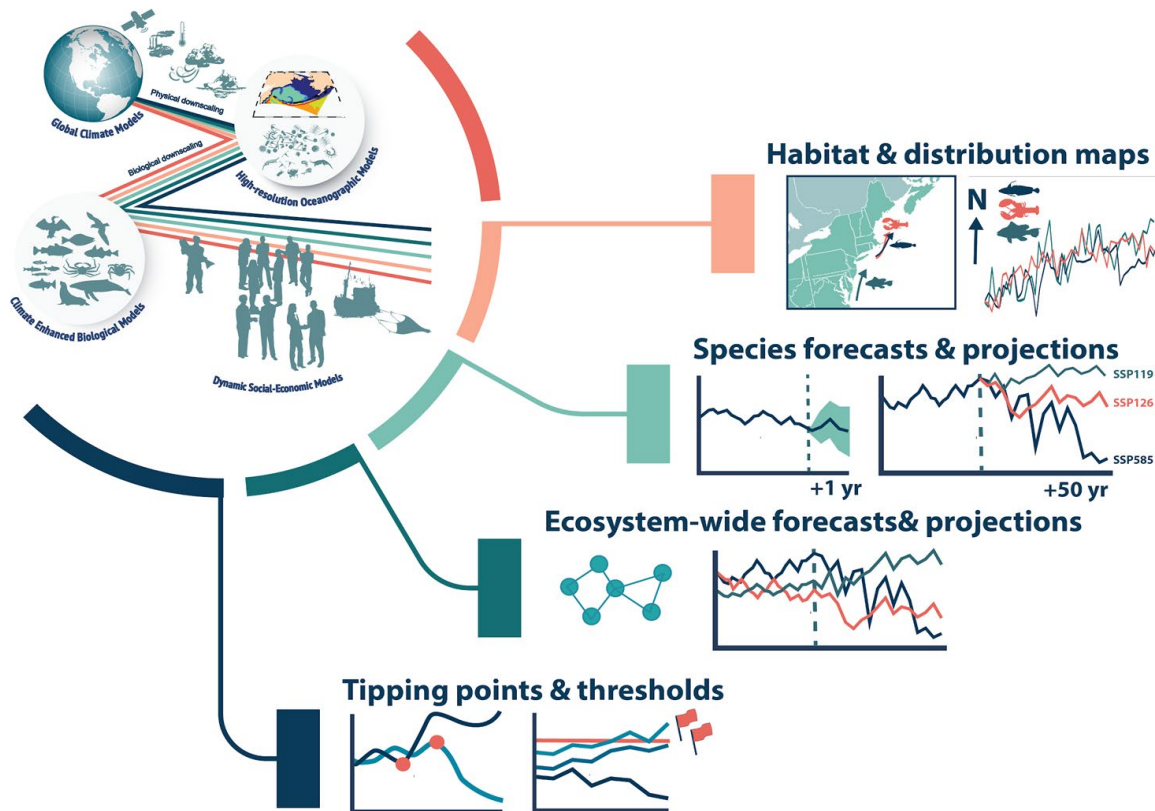 Physical downscaling
Global Climate Models
Biological downscaling
High-resolution Oceanographic Models
Climate Enhanced Biological Models
Dynamic Social-Economic Models
Habitat & distribution maps
N
Species forecasts & projections
SSP119
SSP126
SSP585
+1 yr
+50 yr
Ecosystem-wide forecasts& projections
Tipping points & thresholds